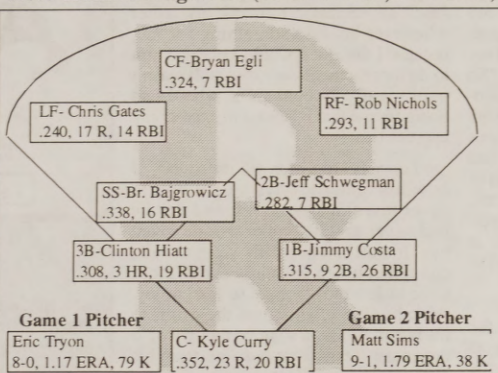 CF-Bryan Egli
.324, 7 RBI
LF- Chris Gates
.240, 17 R, 14 RBI
RF- Rob Nichols
.293, 11 RBI
SS-Br. Bajgrowicz
.338, 16 RBI
2B-Jeff Schwegman
.282, 7 RBI
3B-Clinton Hiatt
.308, 3 HR, 19 RBI
1B-Jimmy Costa
.315, 9 2B, 26 RBI
Game 1 Pitcher
Eric Tryon
8-0, 1.17 ERA, 79 K
C- Kyle Curry
.352, 23 R, 20 RBI
Game 2 Pitcher
Matt Sims
9-1, 1.79 ERA, 38 K